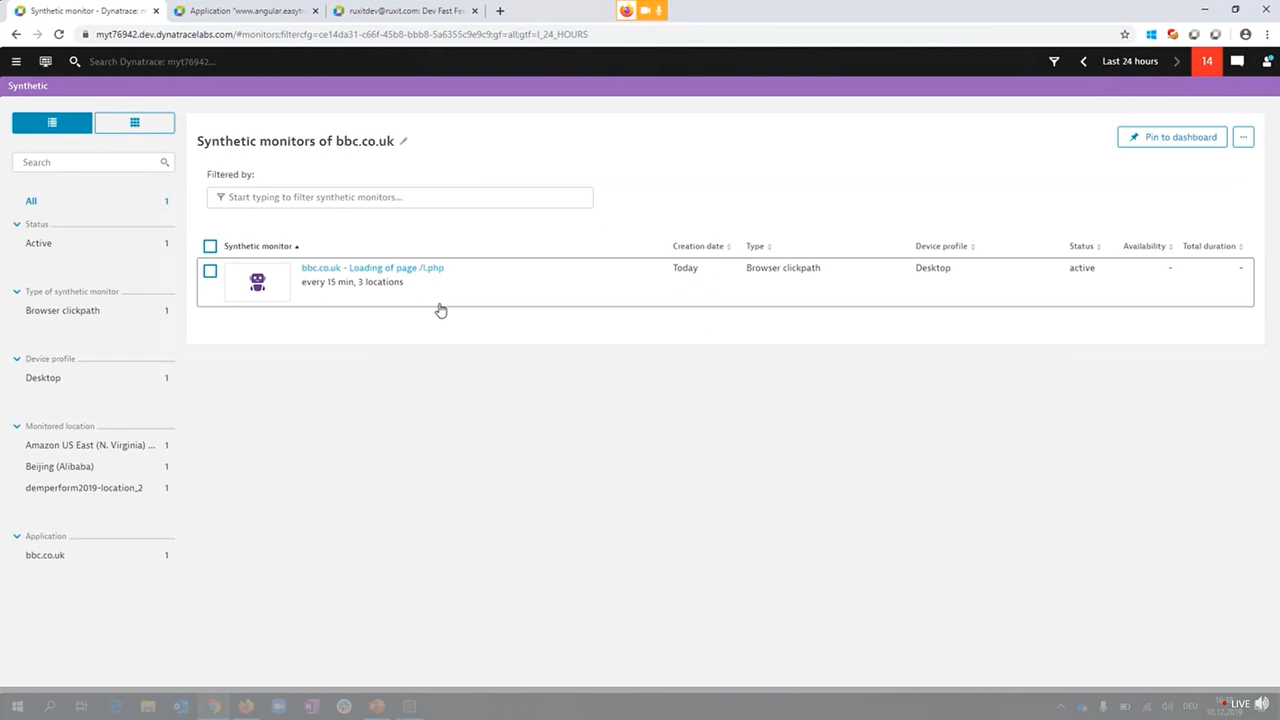 Synthetic monitor - Dynatrace: m
Application "www.angular.easytr
ruxitdev@ruxit.com: Dev Fast Fe
myt76942.dev.dynatracelabs.com/#monitors;filtercfg=ce14da31-c66f-45b8-bbb8-5a6355c9e9c9;gf=all;gtf=l_24_HOURS
Search Dynatrace: myt76942...
Last 24 hours
14
Synthetic
Search
All 1
Status
Active 1
Type of synthetic monitor
Browser clickpath 1
Device profile
Desktop 1
Monitored location
Amazon US East (N. Virginia) ... 1
Beijing (Alibaba) 1
demperform2019-location_2 1
Application
bbc.co.uk 1
Synthetic monitors of bbc.co.uk
Pin to dashboard
...
Filtered by:
Start typing to filter synthetic monitors...
Synthetic monitor Creation date Type Device profile Status Availability Total duration
bbc.co.uk - Loading of page /l.php Today Browser clickpath Desktop active - -
every 15 min, 3 locations
DEU
10.12.2019
LIVE